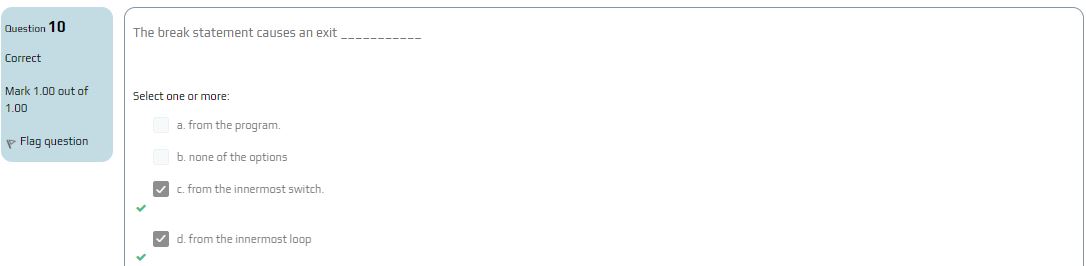 Question 10
Correct
Mark 1.00 out of
1.00
Flag question
The break statement causes an exit ___________
Select one or more:
a. from the program.
b. none of the options
c. from the innermost switch.
d. from the innermost loop